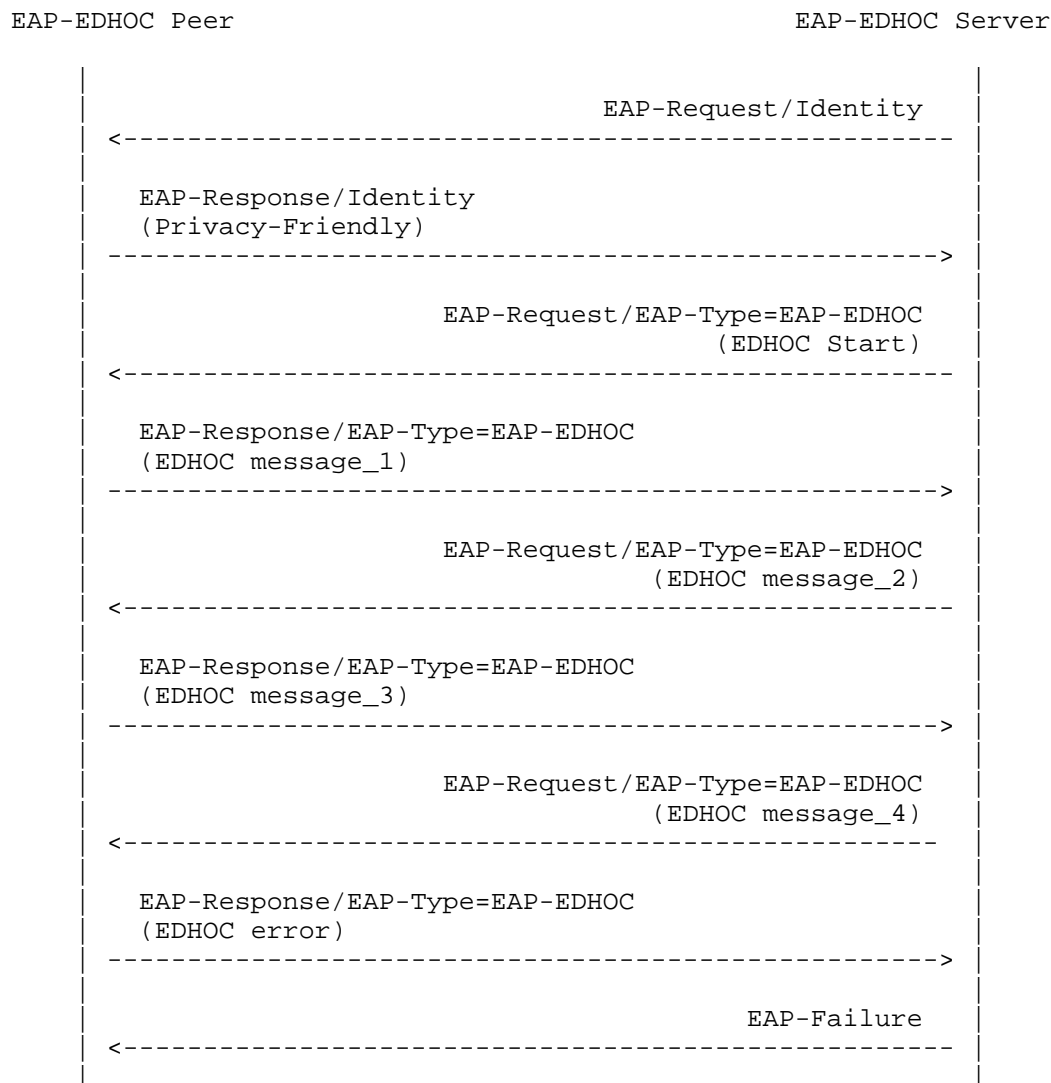 EAP-EDHOC Peer EAP-EDHOC Server
EAP-Request/Identity
EAP-Response/Identity
(Privacy-Friendly)
EAP-Request/EAP-Type=EAP-EDHOC
(EDHOC Start)
EAP-Response/EAP-Type=EAP-EDHOC
(EDHOC message_1)
EAP-Request/EAP-Type=EAP-EDHOC
(EDHOC message_2)
EAP-Response/EAP-Type=EAP-EDHOC
(EDHOC message_3)
EAP-Request/EAP-Type=EAP-EDHOC
(EDHOC message_4)
EAP-Response/EAP-Type=EAP-EDHOC
(EDHOC error)
EAP-Failure